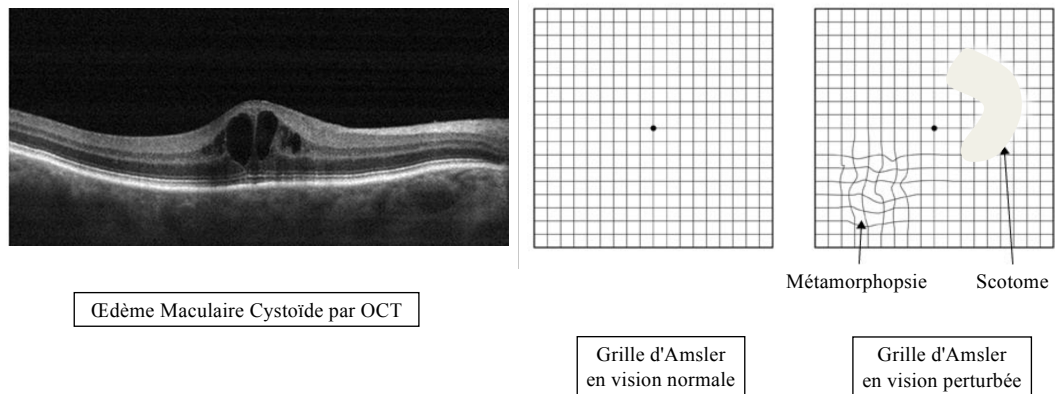 Métamorphopsie
Scotome
Œdème Maculaire Cystoïde par OCT
Grille d'Amsler
en vision normale
Grille d'Amsler
en vision perturbée